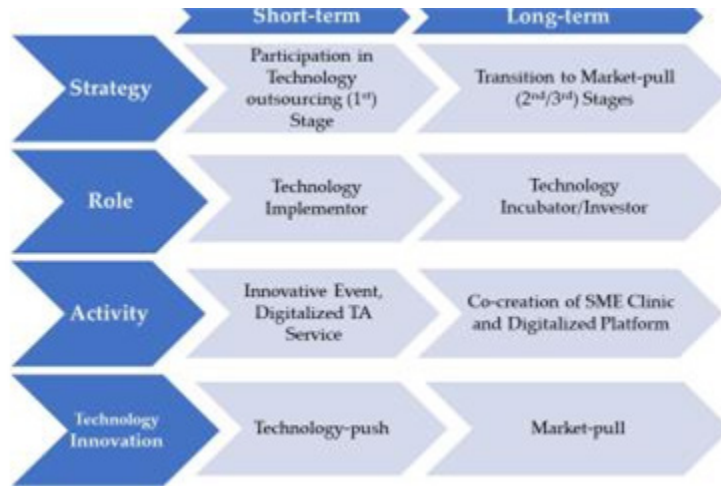 Short-term
Long-term
Strategy
Participation in
Technology
outsourcing (1st)
Stage
Transition to Market-pull
(2nd/3rd) Stages
Role
Technology
Implementor
Technology
Incubator/Investor
Activity
Innovative Event,
Digitalized TA
Service
Co-creation of SME Clinic
and Digitalized Platform
Technology
Innovation
Technology-push
Market-pull